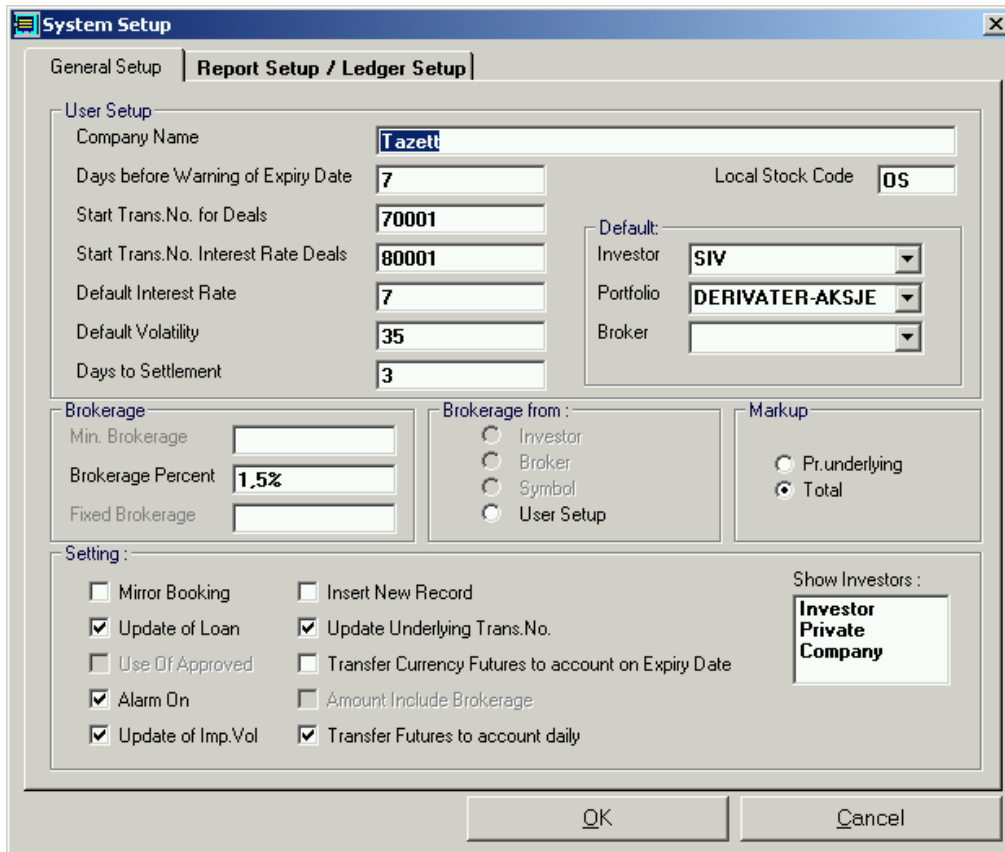 System Setup
General Setup
Report Setup / Ledger Setup
User Setup
Company Name Tazett
Days before Warning of Expiry Date 7 Local Stock Code OS
Start Trans.No. for Deals 70001
Start Trans.No. Interest Rate Deals 80001
Default Interest Rate 7
Default Volatility 35
Days to Settlement 3
Default:
Investor SIV
Portfolio DERIVATER-AKSJE
Broker
Brokerage
Min. Brokerage
Brokerage Percent 1,5%
Fixed Brokerage
Brokerage from :
Investor
Broker
Symbol
User Setup
Markup
Pr.underlying
Total
Setting :
Mirror Booking
Update of Loan
Use Of Approved
Alarm On
Update of Imp.Vol
Insert New Record
Update Underlying Trans.No.
Transfer Currency Futures to account on Expiry Date
Amount Include Brokerage
Transfer Futures to account daily
Show Investors :
Investor
Private
Company
OK
Cancel